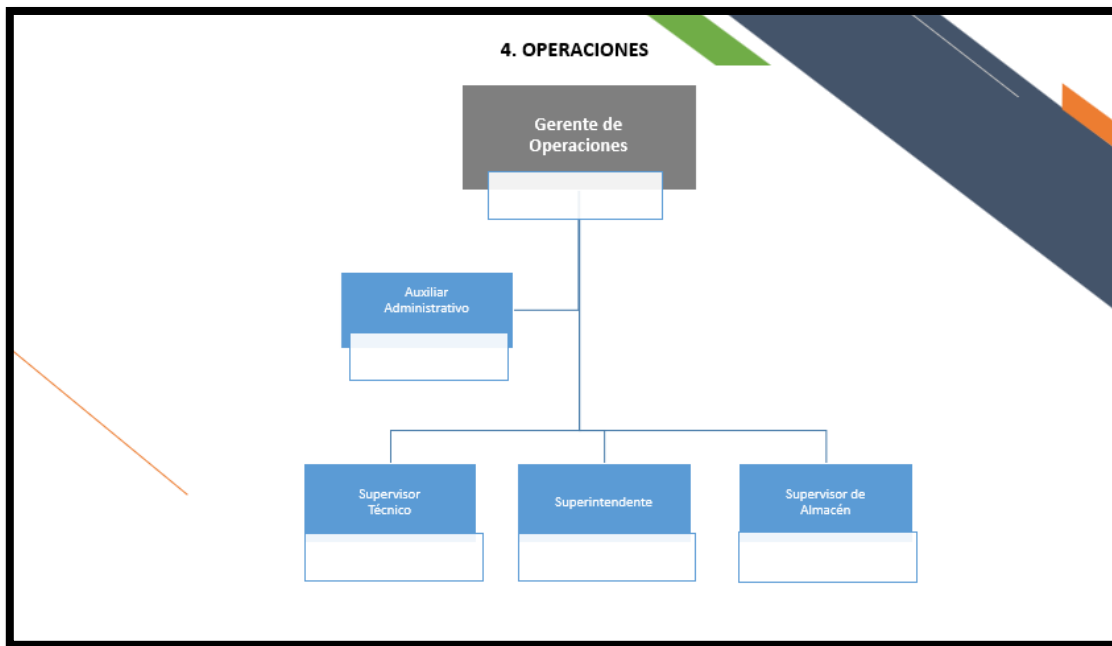 4. OPERACIONES
Gerente de
Operaciones
Auxiliar
Administrativo
Supervisor
Técnico
Superintendente
Supervisor de
Almacén